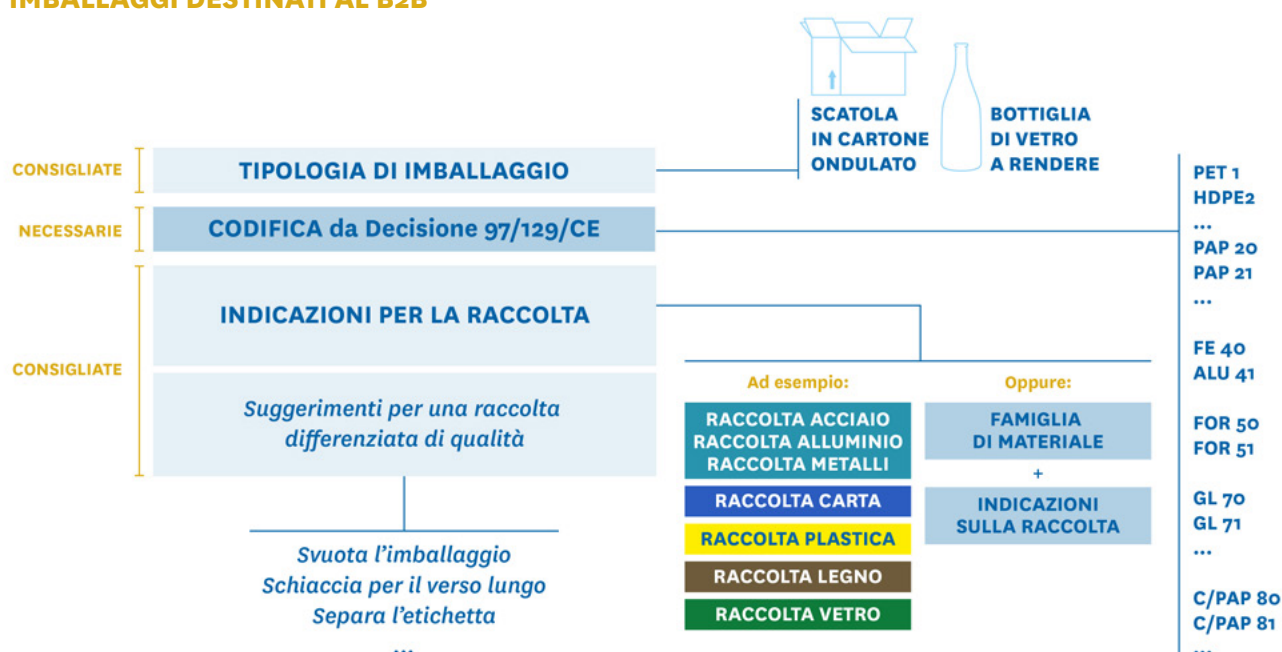 IMBALLAGGI DESTINATI AL B2B
SCATOLA
IN CARTONE
ONDULATO
BOTTIGLIA
DI VETRO
A RENDERE
CONSIGLIATE
TIPOLOGIA DI IMBALLAGGIO
NECESSARIE
CODIFICA da Decisione 97/129/CE
CONSIGLIATE
INDICAZIONI PER LA RACCOLTA
Suggerimenti per una raccolta
differenziata di qualità
Svuota l'imballaggio
Schiaccia per il verso lungo
Separa l'etichetta
...
Ad esempio:
RACCOLTA ACCIAIO
RACCOLTA ALLUMINIO
RACCOLTA METALLI
RACCOLTA CARTA
RACCOLTA PLASTICA
RACCOLTA LEGNO
RACCOLTA VETRO
Oppure:
FAMIGLIA
DI MATERIALE
+
INDICAZIONI
SULLA RACCOLTA
PET 1
HDPE2
...
PAP 20
PAP 21
...
FE 40
ALU 41
FOR 50
FOR 51
GL 70
GL 71
...
C/PAP 80
C/PAP 81
...